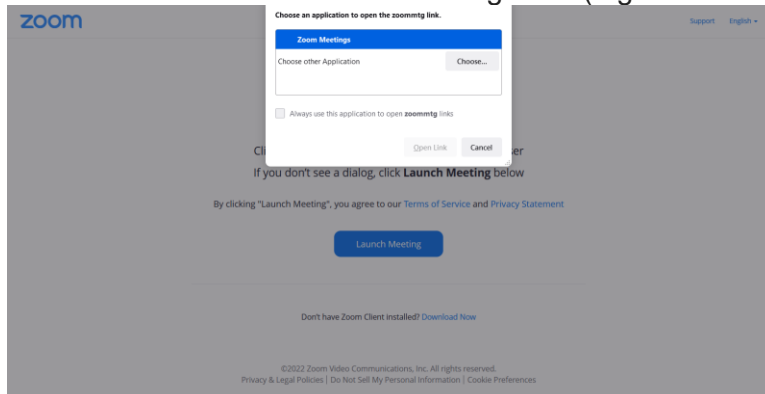 zoom
Support English
Choose an application to open the zoommtg link.
Zoom Meetings
Choose other Application Choose...
Always use this application to open zoommtg links
Open Link Cancel
If you don't see a dialog, click Launch Meeting below
By clicking "Launch Meeting", you agree to our Terms of Service and Privacy Statement
Launch Meeting
Don't have Zoom Client installed? Download Now
©2022 Zoom Video Communications, Inc. All rights reserved.
Privacy & Legal Policies | Do Not Sell My Personal Information | Cookie Preferences